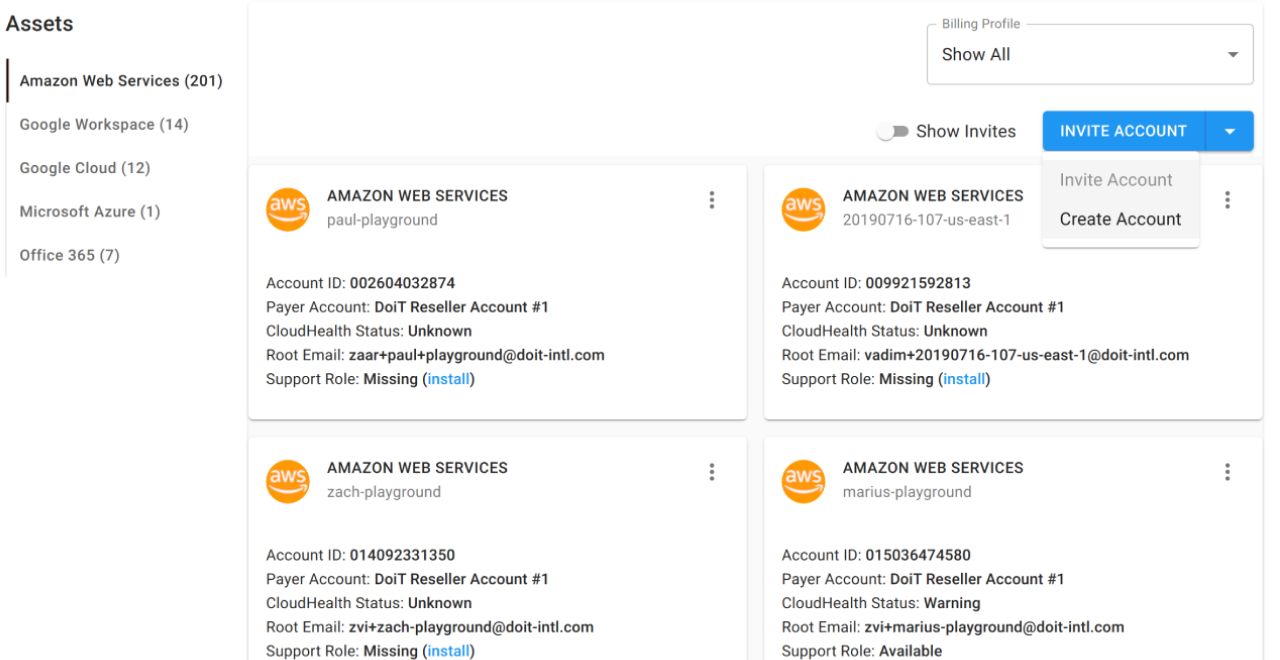 Assets
Amazon Web Services (201)
Google Workspace (14)
Google Cloud (12)
Microsoft Azure (1)
Office 365 (7)
Billing Profile
Show All
Show Invites
INVITE ACCOUNT
Invite Account
Create Account
aws
AMAZON WEB SERVICES
paul-playground
Account ID: 002604032874
Payer Account: DoiT Reseller Account #1
CloudHealth Status: Unknown
Root Email: zaar+paul+playground@doit-intl.com
Support Role: Missing (install)
aws
AMAZON WEB SERVICES
20190716-107-us-east-1
Account ID: 009921592813
Payer Account: DoiT Reseller Account #1
CloudHealth Status: Unknown
Root Email: vadim+20190716-107-us-east-1@doit-intl.com
Support Role: Missing (install)
aws
AMAZON WEB SERVICES
zach-playground
Account ID: 014092331350
Payer Account: DoiT Reseller Account #1
CloudHealth Status: Unknown
Root Email: zvi+zach-playground@doit-intl.com
Support Role: Missing (install)
aws
AMAZON WEB SERVICES
marius-playground
Account ID: 015036474580
Payer Account: DoiT Reseller Account #1
CloudHealth Status: Warning
Root Email: zvi+marius-playground@doit-intl.com
Support Role: Available